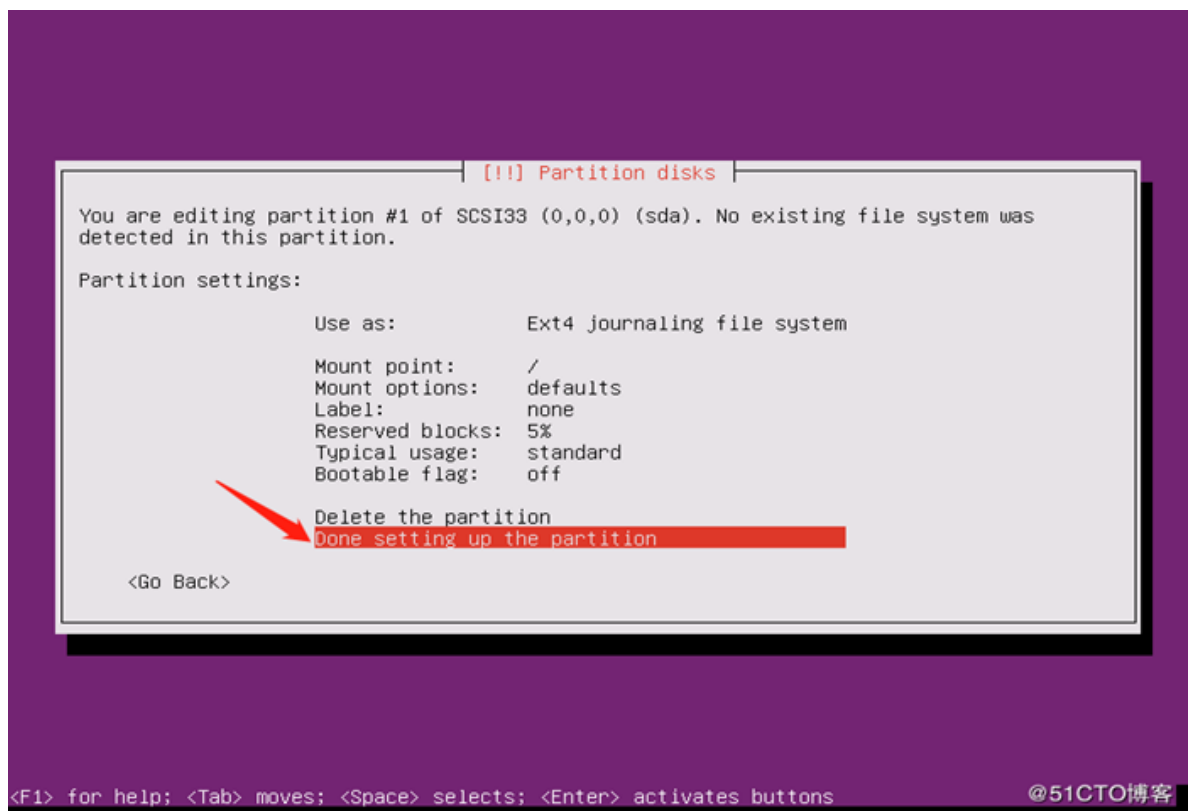 [!!] Partition disks
You are editing partition #1 of SCSI33 (0,0,0) (sda). No existing file system was
detected in this partition.
Partition settings:
Use as: Ext4 journaling file system
Mount point: /
Mount options: defaults
Label: none
Reserved blocks: 5%
Typical usage: standard
Bootable flag: off
Delete the partition
Done setting up the partition
<Go Back>
<F1> for help; <Tab> moves; <Space> selects; <Enter> activates buttons
@51CTO博客